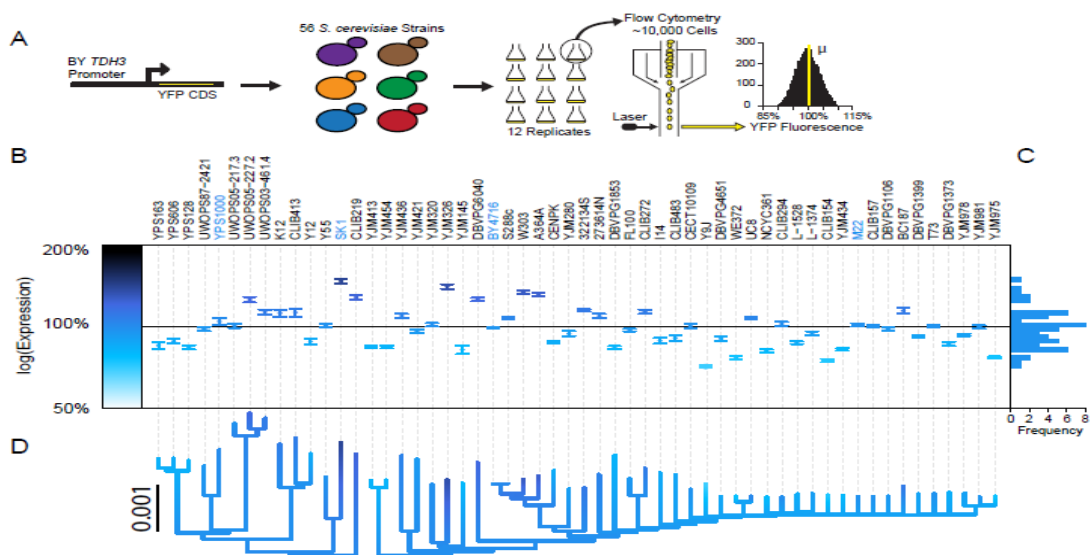 A
BY TDH3
Promoter
YFP CDS
56 S. cerevisiae Strains
12 Replicates
Flow Cytometry
~10,000 Cells
Laser
300
200
100
0
μ
85%
100%
115%
YFP Fluorescence
B
YPS163
YPS606
YPS128
UWOPS87-2421
YPS1000
UWOPS05-217.3
UWOPS05-227.2
UWOPS03-461.4
K12
CLIB413
Y12
Y55
SK1
CLIB219
YJM413
YJM454
YJM436
YJM421
YJM320
YJM326
YJM145
DBVPG6040
BY4716
S288c
W303
A364A
CENPK
YJM280
322134S
273614N
DBVPG1853
FL100
CLIB272
I14
CLIB483
CECT10109
Y9J
DBVPG4651
WE372
UC8
NCYC361
CLIB294
L-1528
L-1374
CLIB154
YJM434
M22
CLIB157
DBVPG1106
BC187
DBVPG1399
T73
DBVPG1373
YJM978
YJM981
YJM975
C
200%
100%
50%
log(Expression)
0 2 4 6 8
Frequency
D
0.001